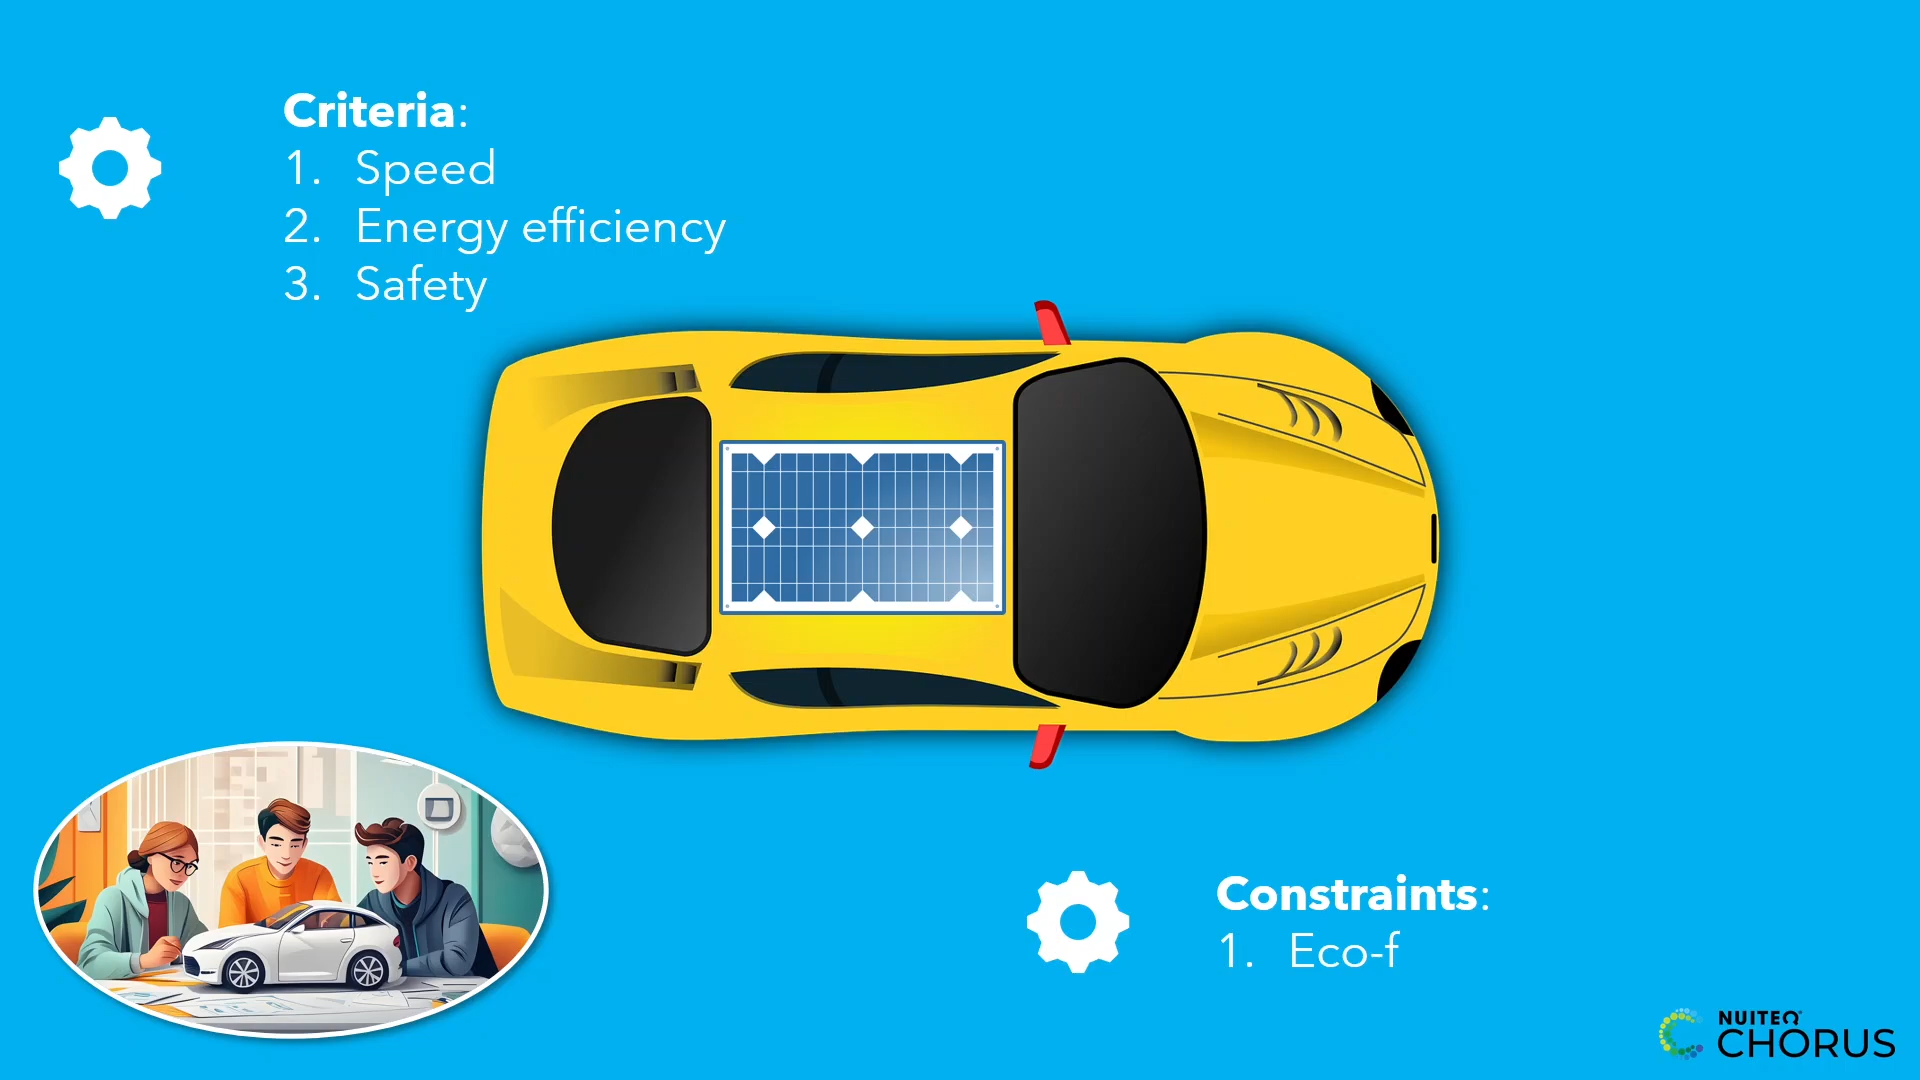 Criteria:
1. Speed
2. Energy efficiency
3. Safety
Constraints:
1. Eco-f
NUITEQ
CHORUS